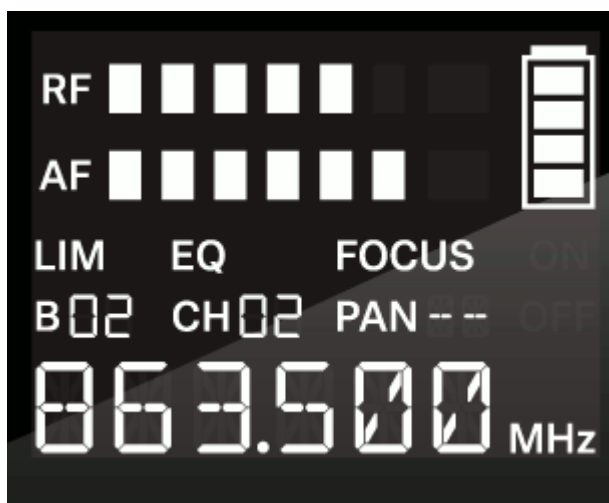 RF
AF
LIM EQ FOCUS ON
B02 CH02 PAN -- -- OFF
863.500 MHz